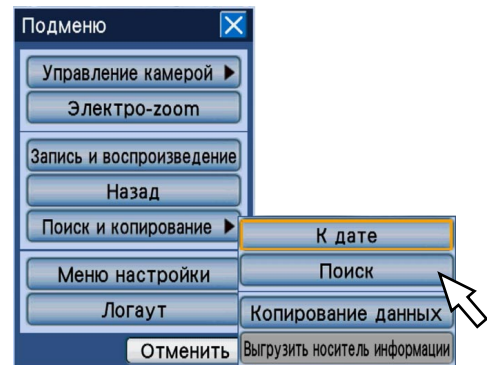 Подменю
Управление камерой
Электро-zoom
Запись и воспроизведение
Назад
Поиск и копирование
К дате
Поиск
Меню настройки
Логаут
Копирование данных
Отменить
Выгрузить носитель информации